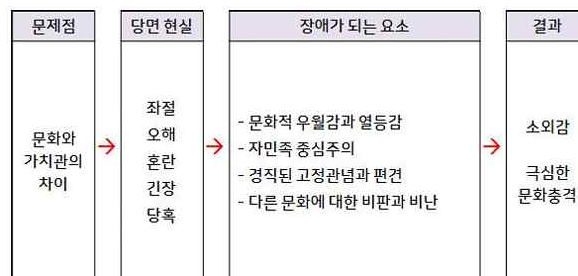 문제점
당면 현실
장애가 되는 요소
결과
문화와
가치관의
차이
좌절
오해
혼란
긴장
당혹
- 문화적 우월감과 열등감
- 자민족 중심주의
- 경직된 고정관념과 편견
- 다른 문화에 대한 비판과 비난
소외감
극심한
문화충격